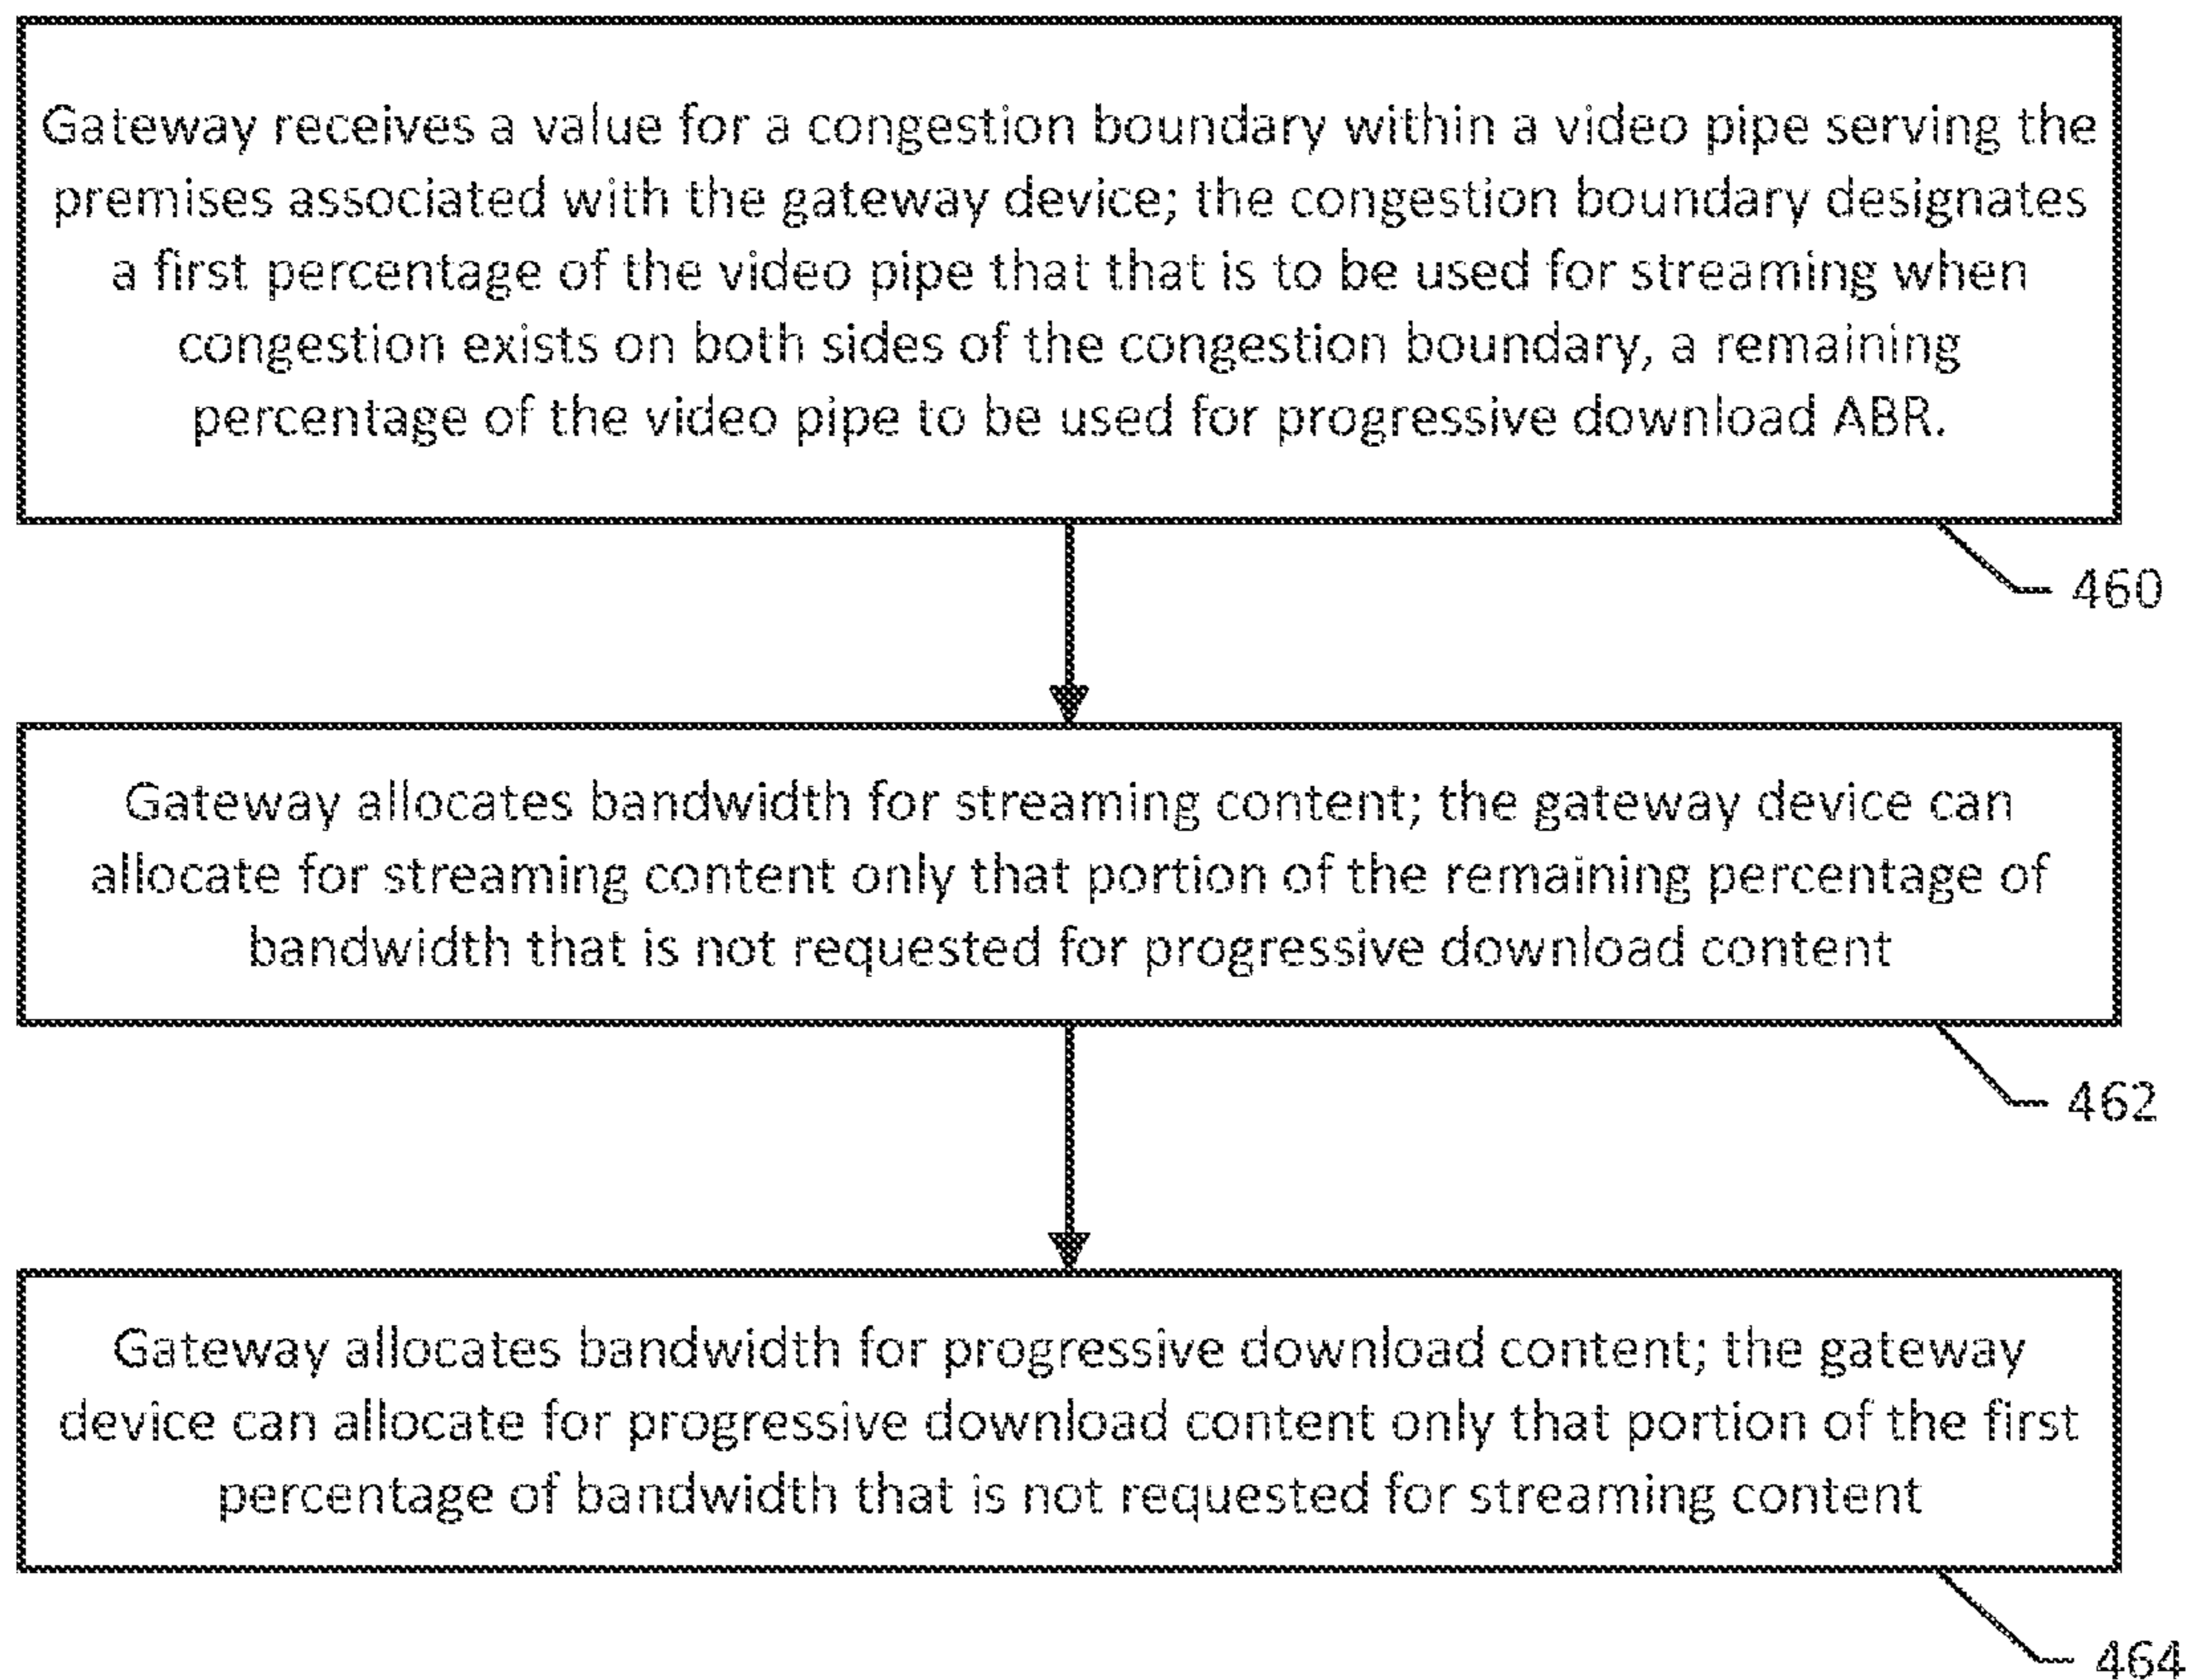 Gateway receives a value for a congestion boundary within a video pipe serving the
premises associated with the gateway device; the congestion boundary designates
a first percentage of the video pipe that that is to be used for streaming when
congestion exists on both sides of the congestion boundary, a remaining
percentage of the video pipe to be used for progressive download ABR.
460
Gateway allocates bandwidth for streaming content; the gateway device can
allocate for streaming content only that portion of the remaining percentage of
bandwidth that is not requested for progressive download content
462
Gateway allocates bandwidth for progressive download content; the gateway
device can allocate for progressive download content only that portion of the first
percentage of bandwidth that is not requested for streaming content
464